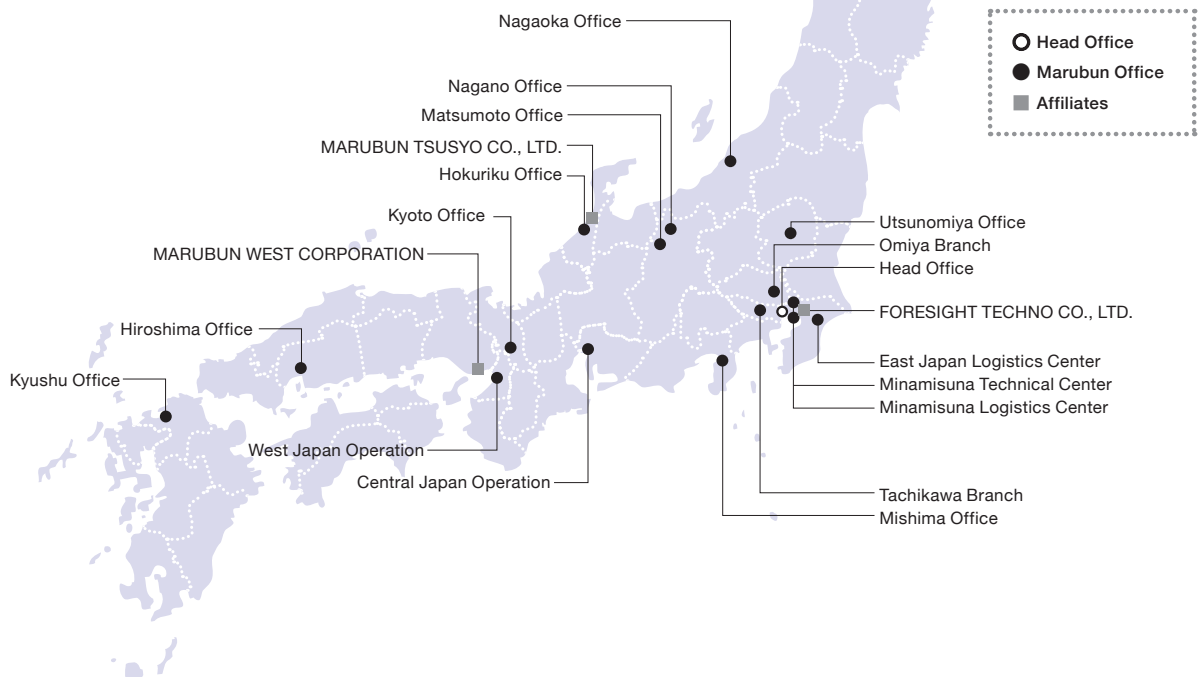 Nagaoka Office
Nagano Office
Matsumoto Office
MARUBUN TSUSYO CO., LTD.
Hokuriku Office
Kyoto Office
MARUBUN WEST CORPORATION
Hiroshima Office
Kyushu Office
West Japan Operation
Central Japan Operation
Head Office
Marubun Office
Affiliates
Utsunomiya Office
Omiya Branch
Head Office
FORESIGHT TECHNO CO., LTD.
East Japan Logistics Center
Minamisuna Technical Center
Minamisuna Logistics Center
Tachikawa Branch
Mishima Office